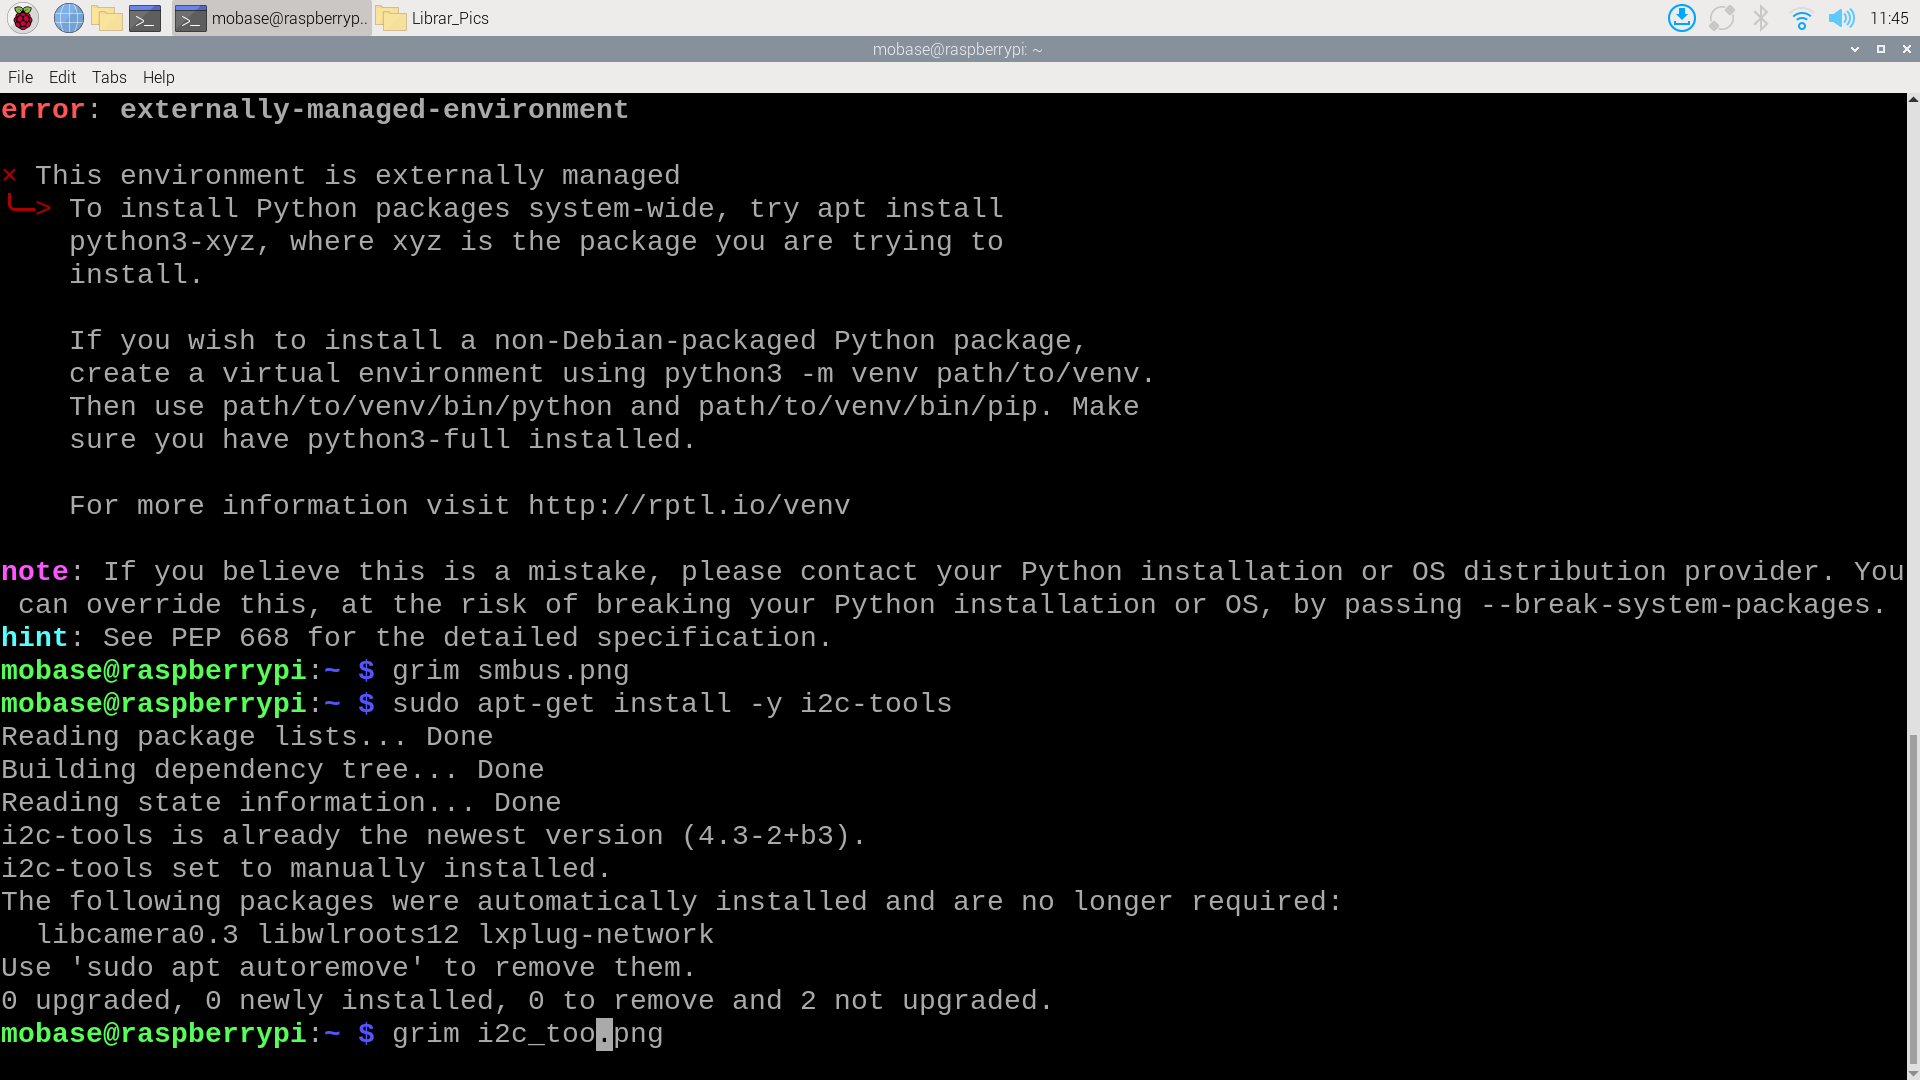 mobase@raspberryp..
Librar_Pics
11:45
mobase@raspberrypi: ~
File Edit Tabs Help
error: externally-managed-environment
× This environment is externally managed
╰─> To install Python packages system-wide, try apt install
python3-xyz, where xyz is the package you are trying to
install.
If you wish to install a non-Debian-packaged Python package,
create a virtual environment using python3 -m venv path/to/venv.
Then use path/to/venv/bin/python and path/to/venv/bin/pip. Make
sure you have python3-full installed.
For more information visit http://rptl.io/venv
note: If you believe this is a mistake, please contact your Python installation or OS distribution provider. You
can override this, at the risk of breaking your Python installation or OS, by passing --break-system-packages.
hint: See PEP 668 for the detailed specification.
mobase@raspberrypi:~ $ grim smbus.png
mobase@raspberrypi:~ $ sudo apt-get install -y i2c-tools
Reading package lists... Done
Building dependency tree... Done
Reading state information... Done
i2c-tools is already the newest version (4.3-2+b3).
i2c-tools set to manually installed.
The following packages were automatically installed and are no longer required:
libcamera0.3 libwlroots12 lxplug-network
Use 'sudo apt autoremove' to remove them.
0 upgraded, 0 newly installed, 0 to remove and 2 not upgraded.
mobase@raspberrypi:~ $ grim i2c_too.png